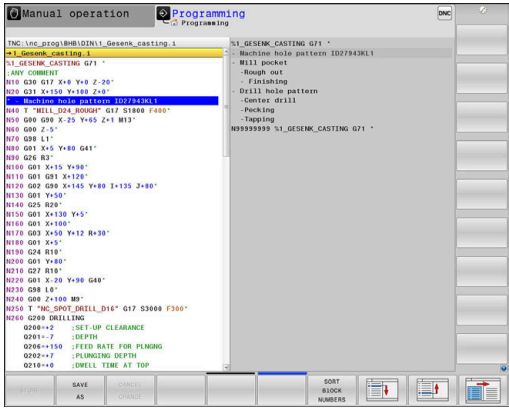 Manual operation
Programming
Programming
DNC
TNC:\nc_prog\BHB\DIN\1_Gesenk_casting.i
→1_Gesenk_casting.i
%1_GESENK_CASTING G71 *
;ANY COMMENT
N10 G30 G17 X+0 Y+0 Z-20*
N20 G31 X+150 Y+100 Z+0*
* - Machine hole pattern ID27943KL1
N40 T "MILL_D24_ROUGH" G17 S5000 F400*
N50 G00 G90 X-25 Y+65 Z+1 M13*
N60 G00 Z-5*
N70 G98 L1*
N80 G01 X+5 Y+80 G41*
N90 G26 R3*
N100 G01 X+15 Y+90*
N110 G01 G91 X+120*
N120 G02 G90 X+145 Y+80 I+135 J+80*
N130 G01 Y+50*
N140 G25 R20*
N150 G01 X+130 Y+5*
N160 G01 X+100*
N170 G03 X+50 Y+12 R+30*
N180 G01 X+5*
N190 G24 R10*
N200 G01 Y+80*
N210 G27 R10*
N220 G01 X-20 Y+90 G40*
N230 G98 L0*
N240 G00 Z+100 M9*
N250 T "NC_SPOT_DRILL_D16" G17 S3000 F300*
N260 G200 DRILLING
Q200=+2 ;SET-UP CLEARANCE
Q201=-7 ;DEPTH
Q206=+150 ;FEED RATE FOR PLNGNG
Q202=+7 ;PLUNGING DEPTH
Q210=+0 ;DWELL TIME AT TOP
%1_GESENK_CASTING G71 *
- Machine hole pattern ID27943KL1
- Mill pocket
-Rough out
- Finishing
- Drill hole pattern
-Center drill
-Pecking
-Tapping
N99999999 %1_GESENK_CASTING G71 *
STORE
SAVE
AS
CANCEL
CHANGE
SORT
BLOCK
NUMBERS